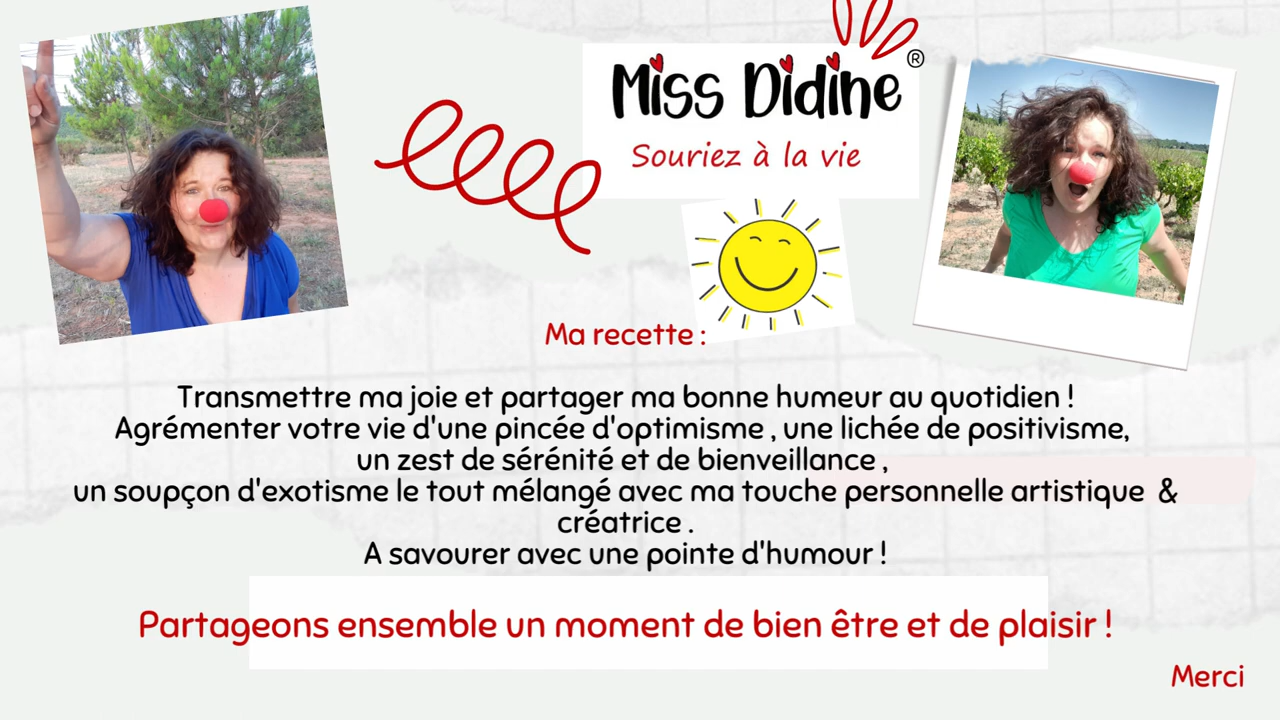 Miss Didine ®
Souriez à la vie
Ma recette :
Transmettre ma joie et partager ma bonne humeur au quotidien !
Agrémenter votre vie d'une pincée d'optimisme , une lichée de positivisme,
un zest de sérénité et de bienveillance ,
un soupçon d'exotisme le tout mélangé avec ma touche personnelle artistique &
créatrice .
A savourer avec une pointe d'humour !
Partageons ensemble un moment de bien être et de plaisir !
Merci